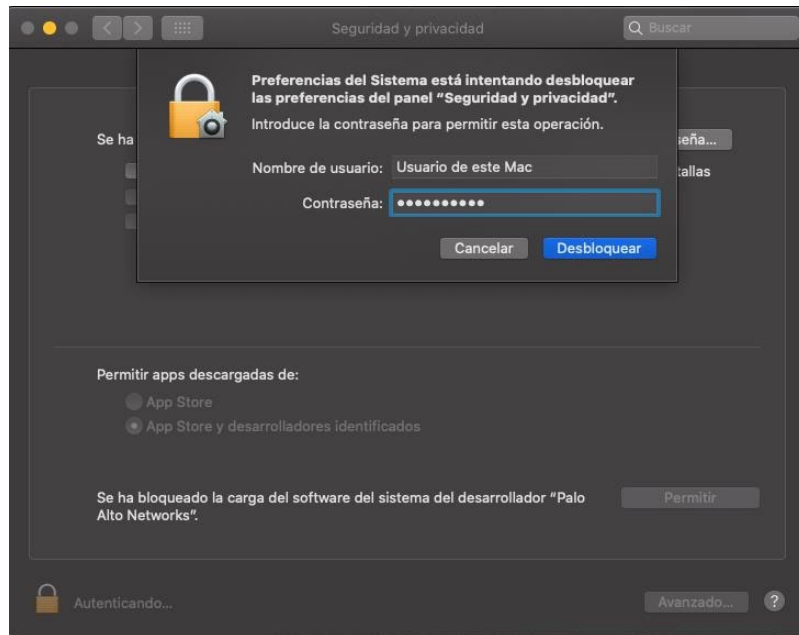 Seguridad y privacidad
Buscar
Preferencias del Sistema está intentando desbloquear
las preferencias del panel “Seguridad y privacidad”.
Introduce la contraseña para permitir esta operación.
Se ha
seña...
Nombre de usuario: Usuario de este Mac
tallas
Contraseña: ●●●●●●●●●●
Cancelar
Desbloquear
Permitir apps descargadas de:
App Store
App Store y desarrolladores identificados
Se ha bloqueado la carga del software del sistema del desarrollador “Palo
Alto Networks”.
Permitir
Autenticando...
Avanzado...
?